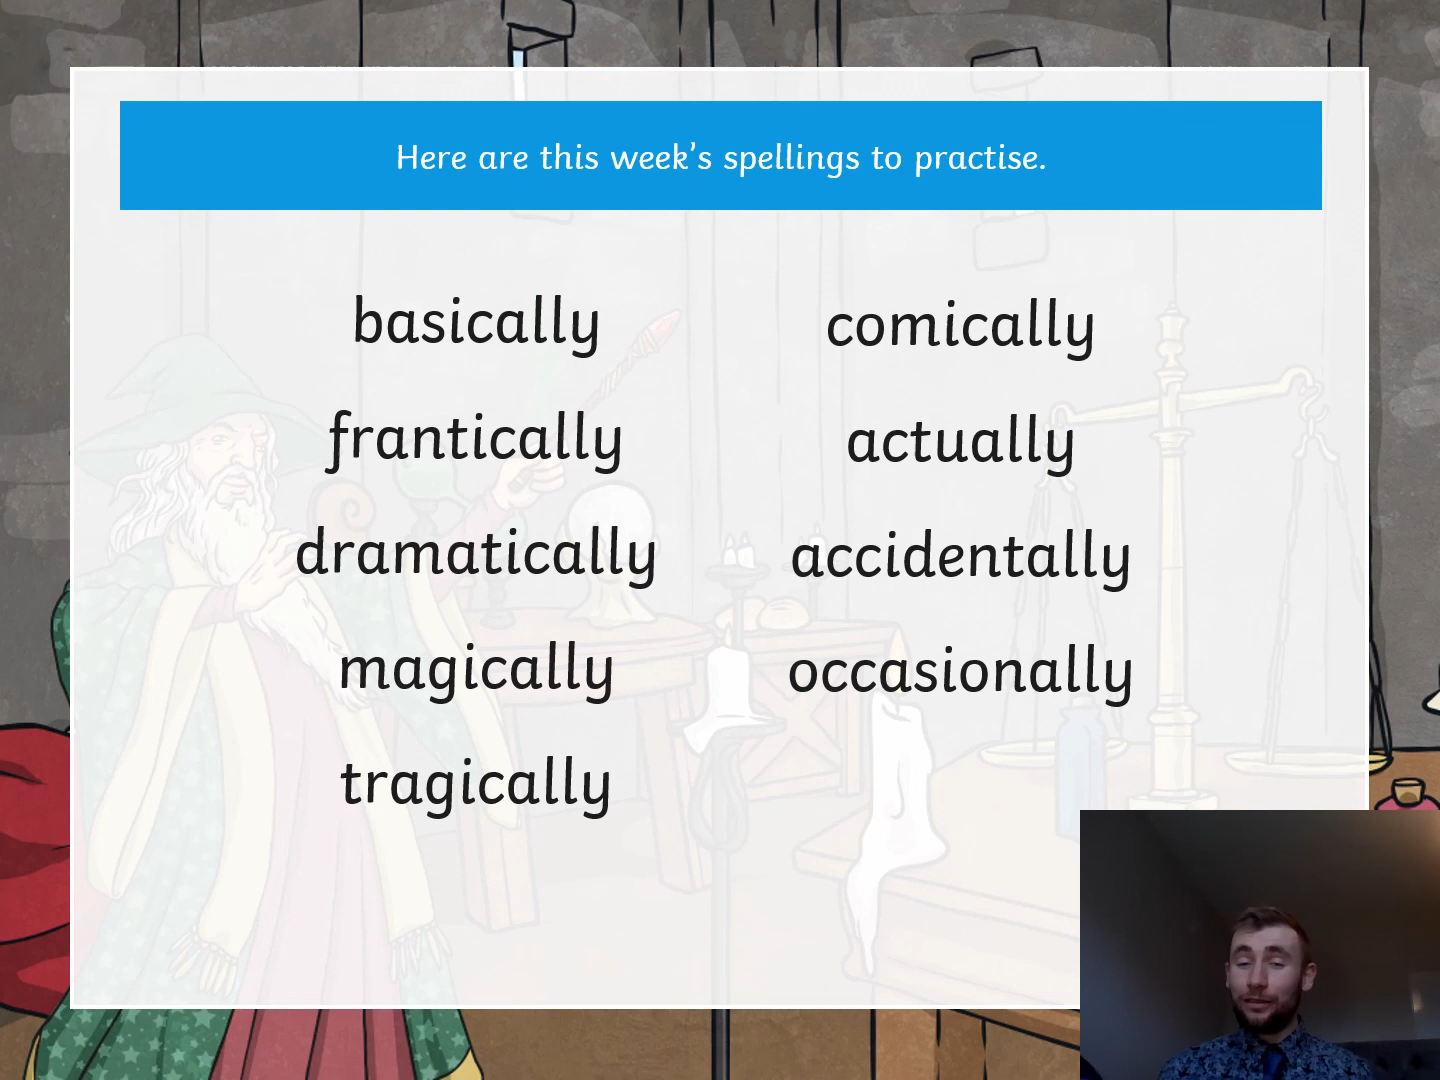 Here are this week’s spellings to practise.
basically
frantically
dramatically
magically
tragically
comically
actually
accidentally
occasionally